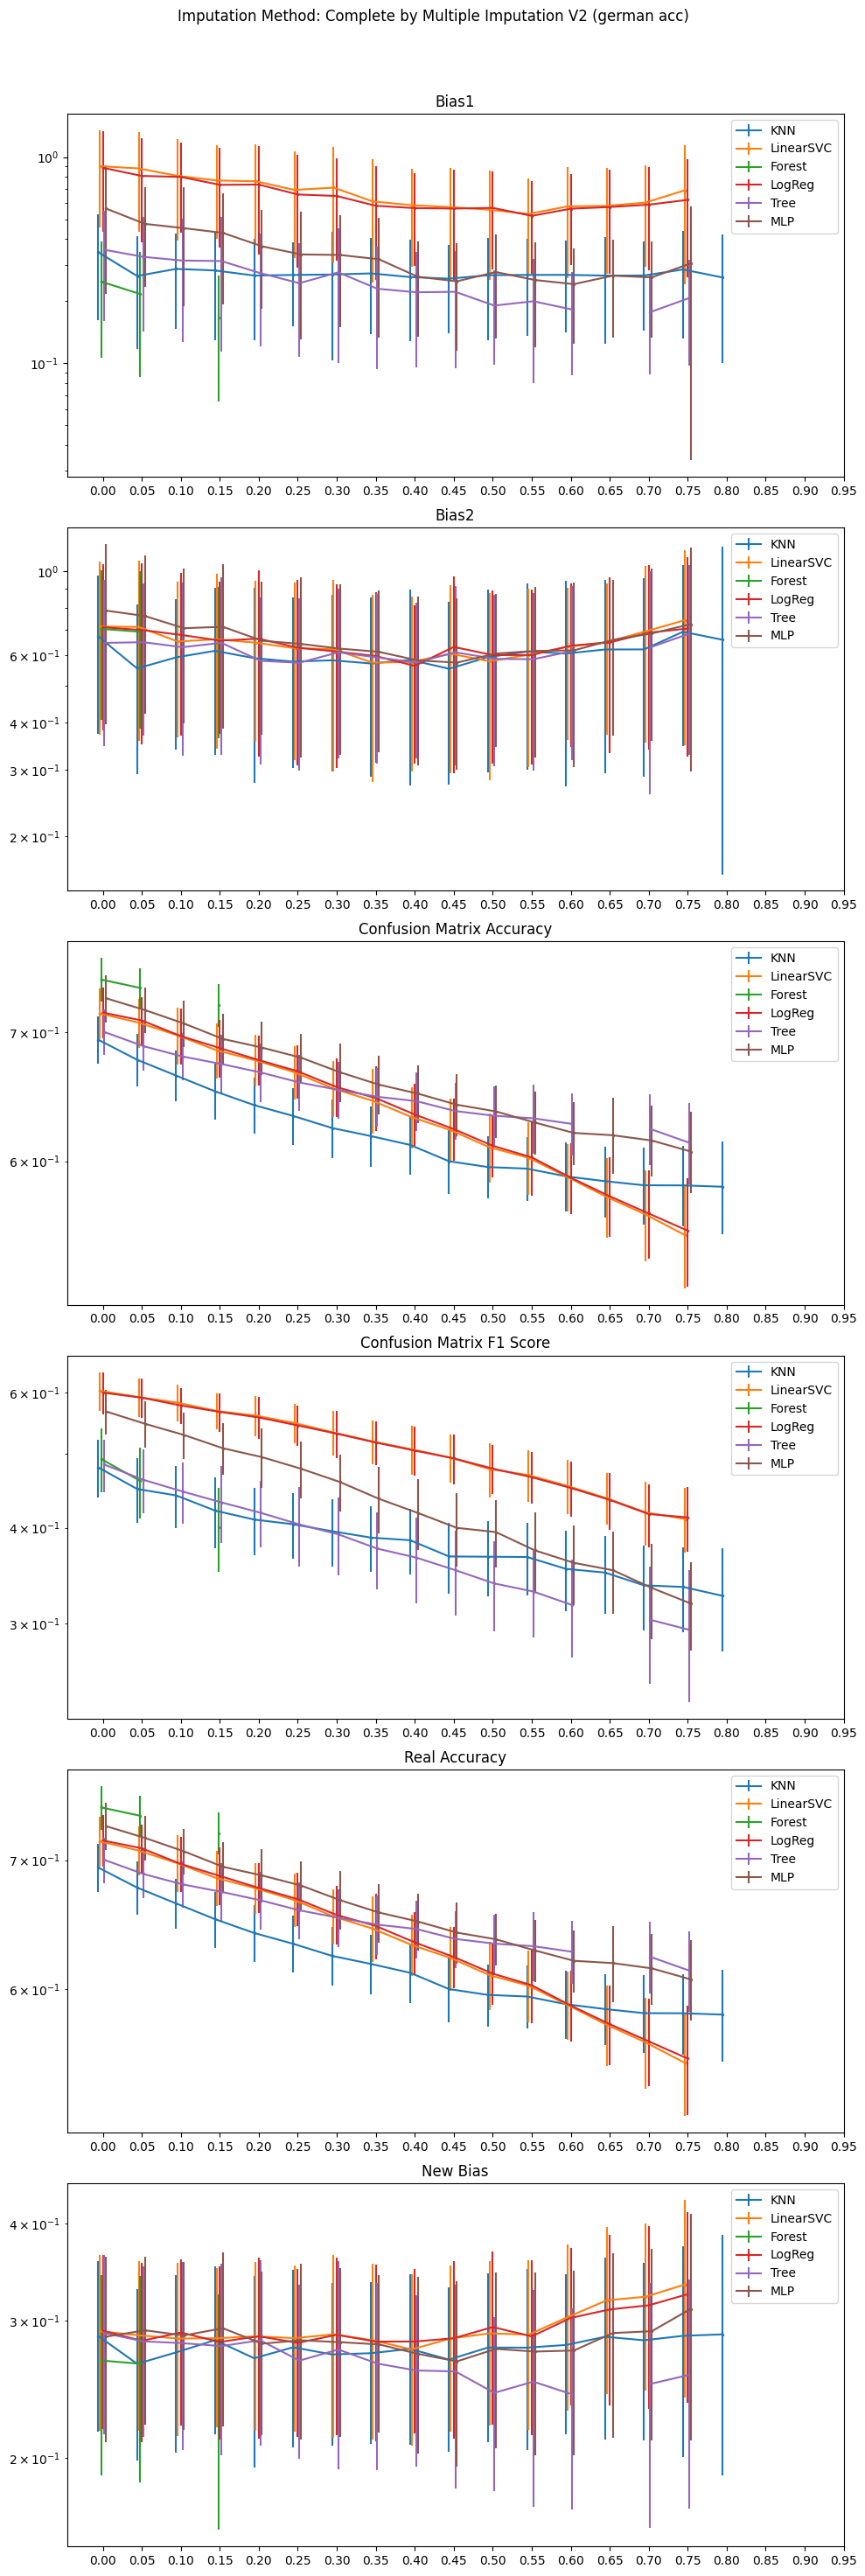 Imputation Method: Complete by Multiple Imputation V2 (german acc)
Bias1
KNN
LinearSVC
Forest
LogReg
Tree
MLP
10⁰
10⁻¹
0.00 0.05 0.10 0.15 0.20 0.25 0.30 0.35 0.40 0.45 0.50 0.55 0.60 0.65 0.70 0.75 0.80 0.85 0.90 0.95
Bias2
KNN
LinearSVC
Forest
LogReg
Tree
MLP
10⁰
6 × 10⁻¹
4 × 10⁻¹
3 × 10⁻¹
2 × 10⁻¹
0.00 0.05 0.10 0.15 0.20 0.25 0.30 0.35 0.40 0.45 0.50 0.55 0.60 0.65 0.70 0.75 0.80 0.85 0.90 0.95
Confusion Matrix Accuracy
KNN
LinearSVC
Forest
LogReg
Tree
MLP
7 × 10⁻¹
6 × 10⁻¹
0.00 0.05 0.10 0.15 0.20 0.25 0.30 0.35 0.40 0.45 0.50 0.55 0.60 0.65 0.70 0.75 0.80 0.85 0.90 0.95
Confusion Matrix F1 Score
KNN
LinearSVC
Forest
LogReg
Tree
MLP
6 × 10⁻¹
4 × 10⁻¹
3 × 10⁻¹
0.00 0.05 0.10 0.15 0.20 0.25 0.30 0.35 0.40 0.45 0.50 0.55 0.60 0.65 0.70 0.75 0.80 0.85 0.90 0.95
Real Accuracy
KNN
LinearSVC
Forest
LogReg
Tree
MLP
7 × 10⁻¹
6 × 10⁻¹
0.00 0.05 0.10 0.15 0.20 0.25 0.30 0.35 0.40 0.45 0.50 0.55 0.60 0.65 0.70 0.75 0.80 0.85 0.90 0.95
New Bias
KNN
LinearSVC
Forest
LogReg
Tree
MLP
4 × 10⁻¹
3 × 10⁻¹
2 × 10⁻¹
0.00 0.05 0.10 0.15 0.20 0.25 0.30 0.35 0.40 0.45 0.50 0.55 0.60 0.65 0.70 0.75 0.80 0.85 0.90 0.95